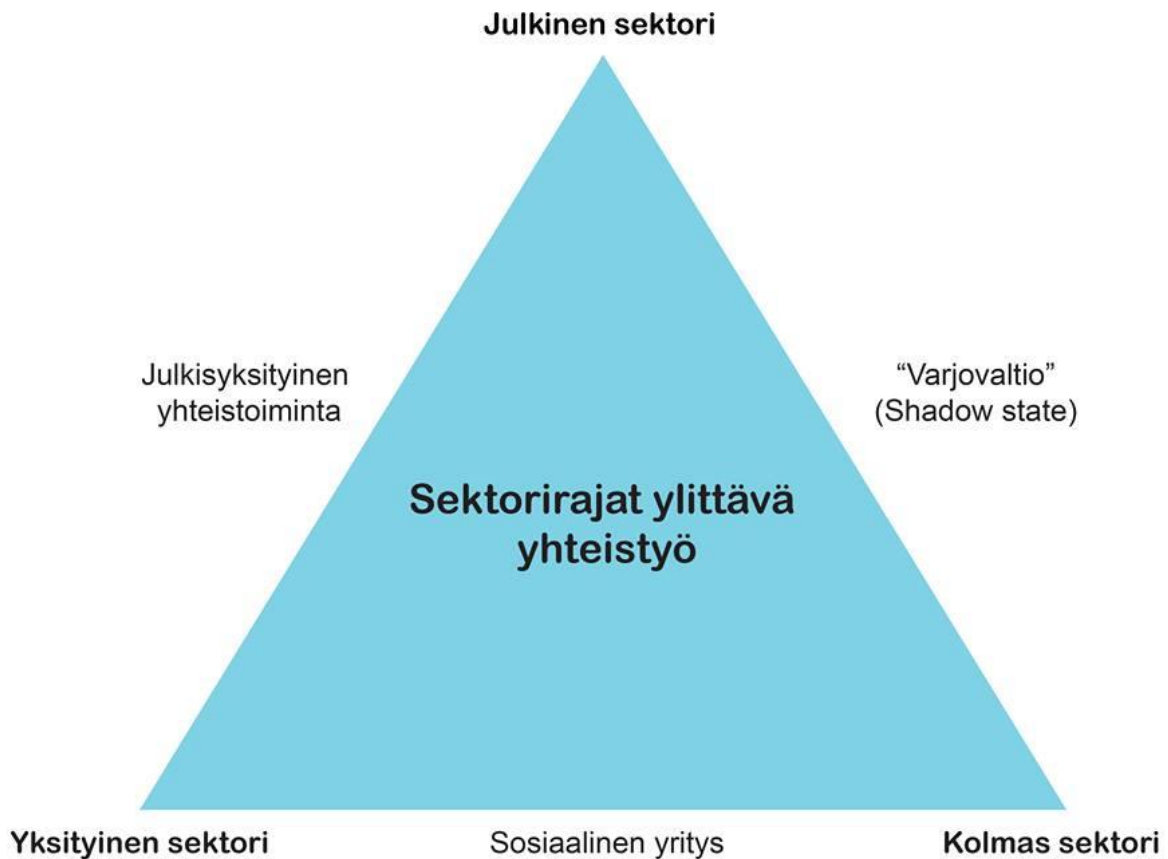 Julkinen sektori
Julkisyksityinen
yhteistoiminta
“Varjovaltio”
(Shadow state)
Sektorirajat ylittävä
yhteistyö
Yksityinen sektori
Sosiaalinen yritys
Kolmas sektori